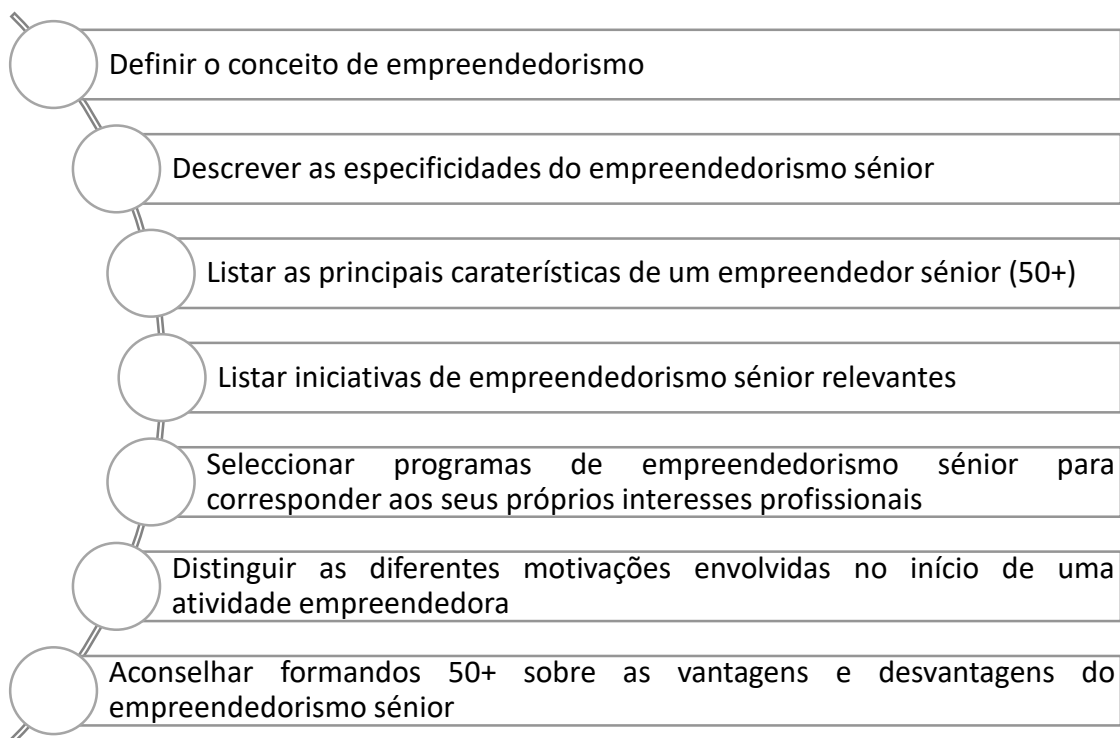 Definir o conceito de empreendedorismo
Descrever as especificidades do empreendedorismo sénior
Listar as principais caraterísticas de um empreendedor sénior (50+)
Listar iniciativas de empreendedorismo sénior relevantes
Seleccionar programas de empreendedorismo sénior para
corresponder aos seus próprios interesses profissionais
Distinguir as diferentes motivações envolvidas no início de uma
atividade empreendedora
Aconselhar formandos 50+ sobre as vantagens e desvantagens do
empreendedorismo sénior